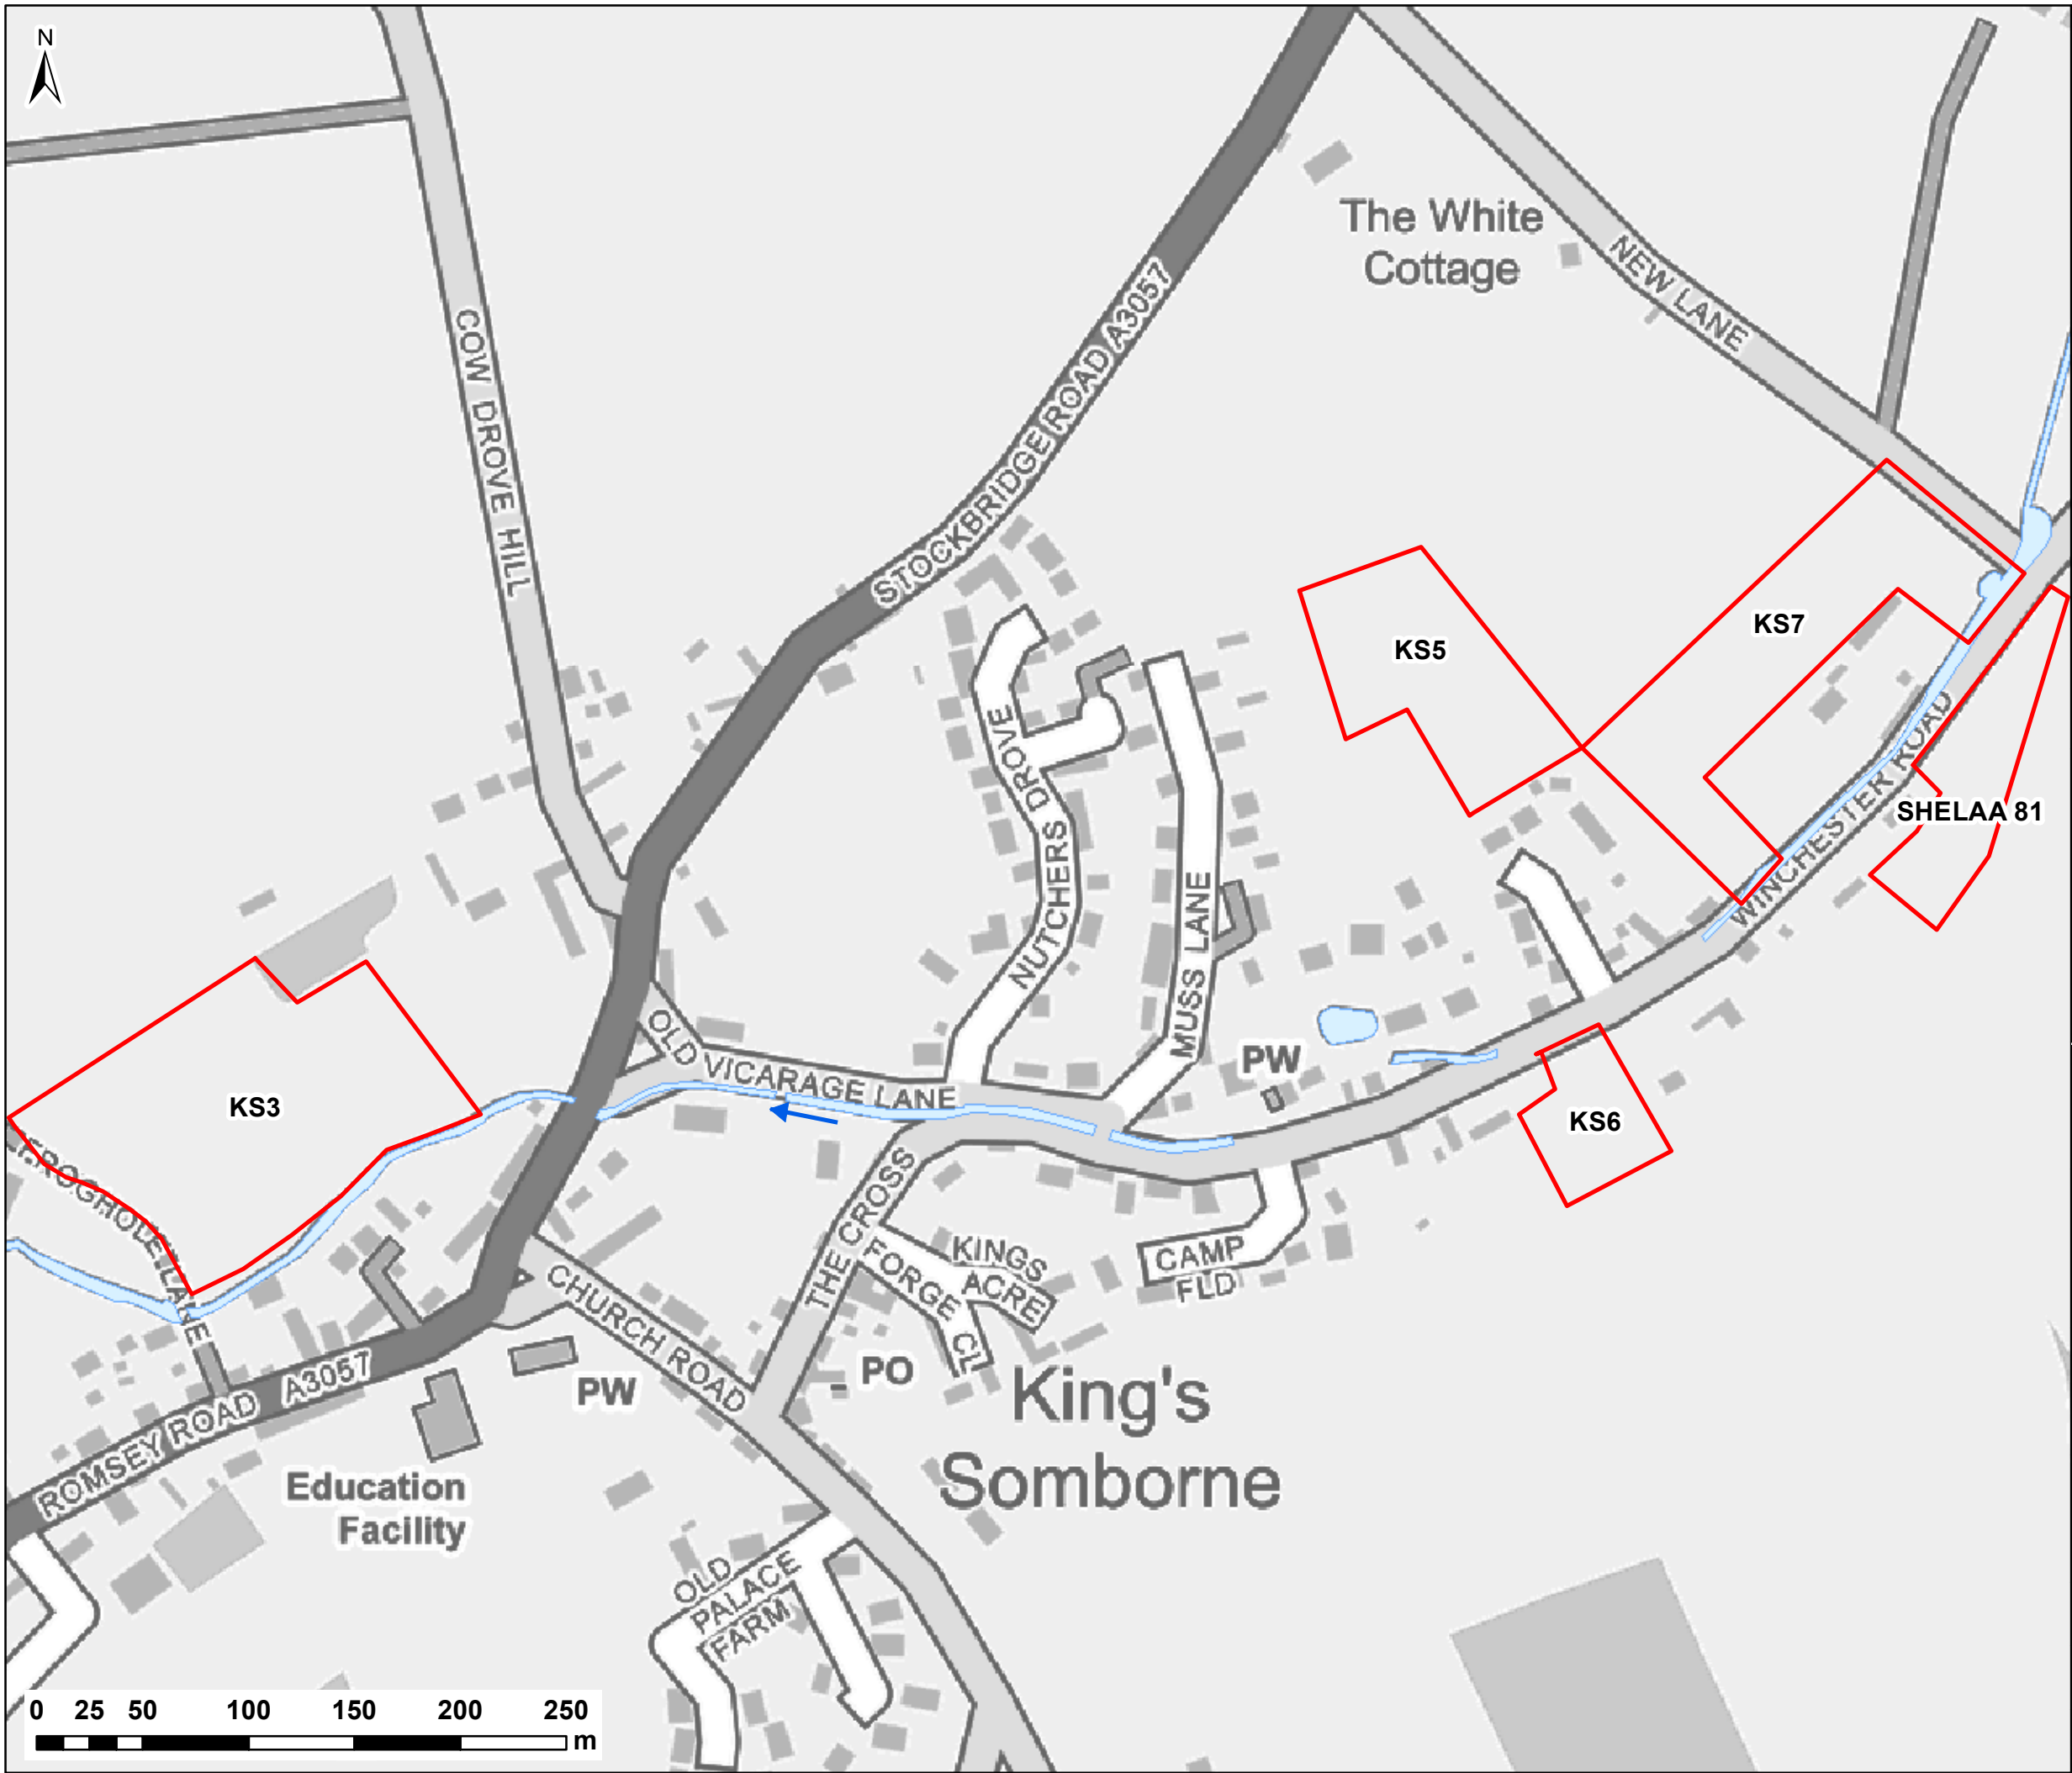 N
The White
Cottage
NEW LANE
COW DROVE HILL
STOCKBRIDGE ROAD A3057
KS5
KS7
SHELAA 81
WINCHESTER ROAD
NUTCHERS DROVE
MUSS LANE
KS3
OLD VICARAGE LANE
PW
KS6
FROGHOLE LANE
THE CROSS
KINGS
ACRE
FORGE CL
CAMP
FLD
CHURCH ROAD
PO
PW
King's
Somborne
ROMSEY ROAD A3057
Education
Facility
OLD
PALACE
FARM
0 25 50 100 150 200 250
m